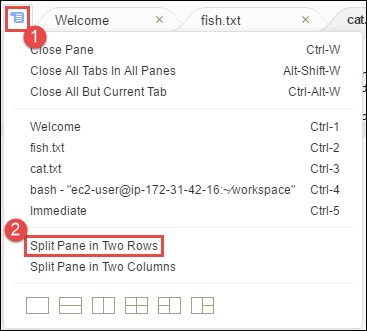 1
Welcome
fish.txt
cat.
Close Pane Ctrl-W
Close All Tabs In All Panes Alt-Shift-W
Close All But Current Tab Ctrl-Alt-W
Welcome Ctrl-1
fish.txt Ctrl-2
cat.txt Ctrl-3
bash - "ec2-user@ip-172-31-42-16:~/workspace" Ctrl-4
Immediate Ctrl-5
2
Split Pane in Two Rows
Split Pane in Two Columns